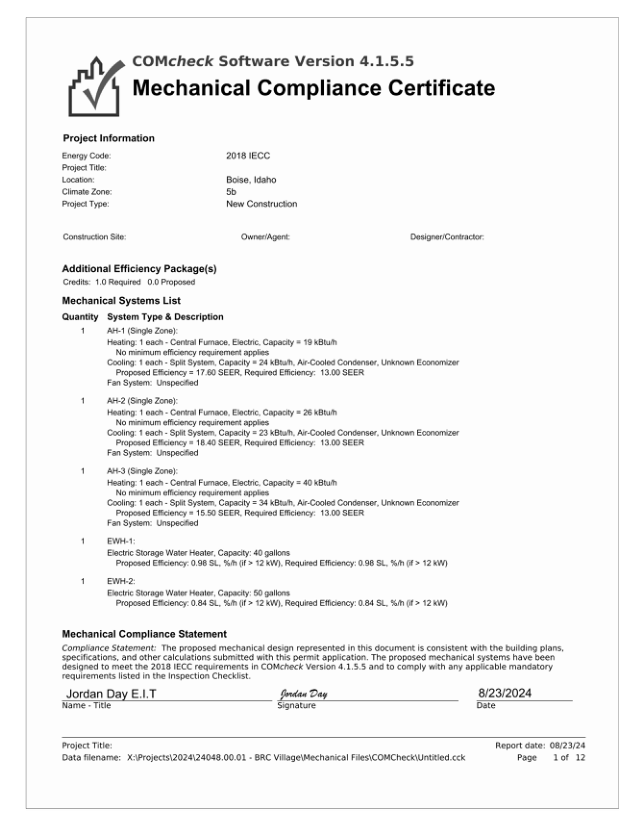 COMcheck Software Version 4.1.5.5
Mechanical Compliance Certificate
Project Information
Energy Code: 2018 IECC
Project Title:
Location: Boise, Idaho
Climate Zone: 5b
Project Type: New Construction
Construction Site: Owner/Agent: Designer/Contractor:
Additional Efficiency Package(s)
Credits: 1.0 Required 0.0 Proposed
Mechanical Systems List
Quantity System Type & Description
1 AH-1 (Single Zone):
Heating: 1 each - Central Furnace, Electric, Capacity = 19 kBtu/h
No minimum efficiency requirement applies
Cooling: 1 each - Split System, Capacity = 24 kBtu/h, Air-Cooled Condenser, Unknown Economizer
Proposed Efficiency = 17.60 SEER, Required Efficiency: 13.00 SEER
Fan System: Unspecified
1 AH-2 (Single Zone):
Heating: 1 each - Central Furnace, Electric, Capacity = 26 kBtu/h
No minimum efficiency requirement applies
Cooling: 1 each - Split System, Capacity = 23 kBtu/h, Air-Cooled Condenser, Unknown Economizer
Proposed Efficiency = 18.40 SEER, Required Efficiency: 13.00 SEER
Fan System: Unspecified
1 AH-3 (Single Zone):
Heating: 1 each - Central Furnace, Electric, Capacity = 40 kBtu/h
No minimum efficiency requirement applies
Cooling: 1 each - Split System, Capacity = 34 kBtu/h, Air-Cooled Condenser, Unknown Economizer
Proposed Efficiency = 15.50 SEER, Required Efficiency: 13.00 SEER
Fan System: Unspecified
1 EWH-1:
Electric Storage Water Heater, Capacity: 40 gallons
Proposed Efficiency: 0.98 SL, %/h (if > 12 kW), Required Efficiency: 0.98 SL, %/h (if > 12 kW)
1 EWH-2:
Electric Storage Water Heater, Capacity: 50 gallons
Proposed Efficiency: 0.84 SL, %/h (if > 12 kW), Required Efficiency: 0.84 SL, %/h (if > 12 kW)
Mechanical Compliance Statement
Compliance Statement: The proposed mechanical design represented in this document is consistent with the building plans,
specifications, and other calculations submitted with this permit application. The proposed mechanical systems have been
designed to meet the 2018 IECC requirements in COMcheck Version 4.1.5.5 and to comply with any applicable mandatory
requirements listed in the Inspection Checklist.
Jordan Day E.I.T Jordan Day 8/23/2024
Name - Title Signature Date
Project Title: Report date: 08/23/24
Data filename: X:\Projects\2024\24048.00.01 - BRC Village\Mechanical Files\COMCheck\Untitled.cck Page 1 of 12